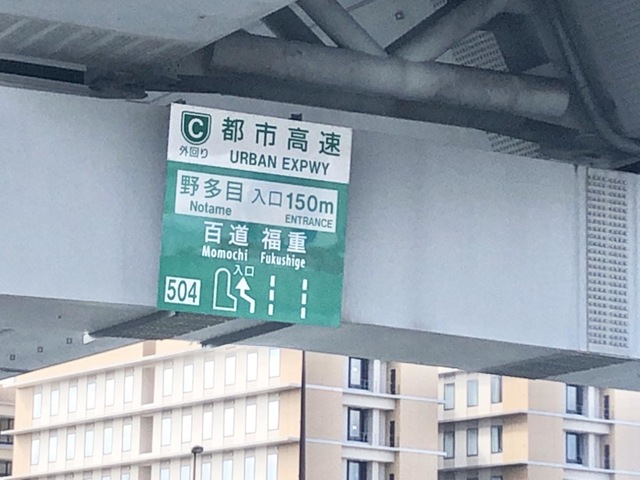 C 都市高速
外回り URBAN EXPWY
野多目 入口 150m
Notame ENTRANCE
百道 福重
Momochi Fukushige
入口
504